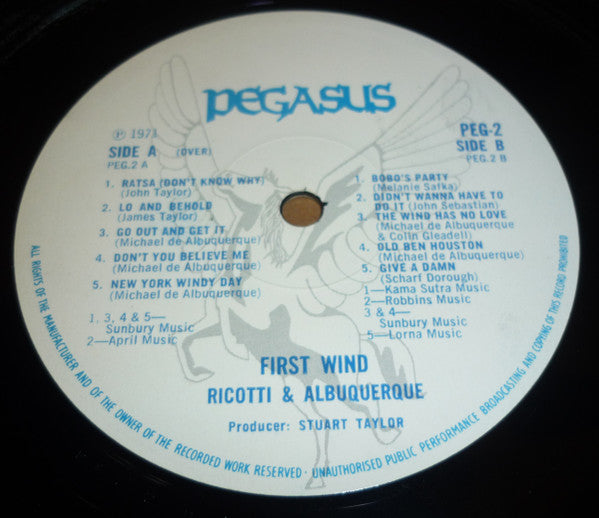 PEGASUS
℗ 1971
SIDE A (OVER)
PEG.2 A
1. RATSA (DON'T KNOW WHY)
(John Taylor)
2. LO AND BEHOLD
(James Taylor)
3. GO OUT AND GET IT
(Michael de Albuquerque)
4. DON'T YOU BELIEVE ME
(Michael de Albuquerque)
5. NEW YORK WINDY DAY
(Michael de Albuquerque)
1, 3, 4 & 5—
Sunbury Music
2—April Music
PEG-2
SIDE B
PEG.2 B
1. BOBO'S PARTY
(Melanie Safka)
2. DIDN'T WANNA HAVE TO
DO IT (John Sebastian)
3. THE WIND HAS NO LOVE
(Michael de Albuquerque
& Colin Gleadell)
4. OLD BEN HOUSTON
(Michael de Albuquerque)
5. GIVE A DAMN
(Scharf Dorough)
1—Kama Sutra Music
2—Robbins Music
3 & 4—
Sunbury Music
5—Lorna Music
FIRST WIND
RICOTTI & ALBUQUERQUE
Producer: STUART TAYLOR
ALL RIGHTS OF THE MANUFACTURER AND OF THE OWNER OF THE RECORDED WORK RESERVED · UNAUTHORISED PUBLIC PERFORMANCE BROADCASTING AND COPYING OF THIS RECORD PROHIBITED